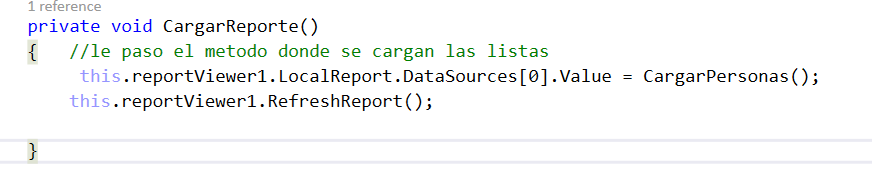 1 reference
private void CargarReporte()
{ //le paso el metodo donde se cargan las listas
this.reportViewer1.LocalReport.DataSources[0].Value = CargarPersonas();
this.reportViewer1.RefreshReport();
}